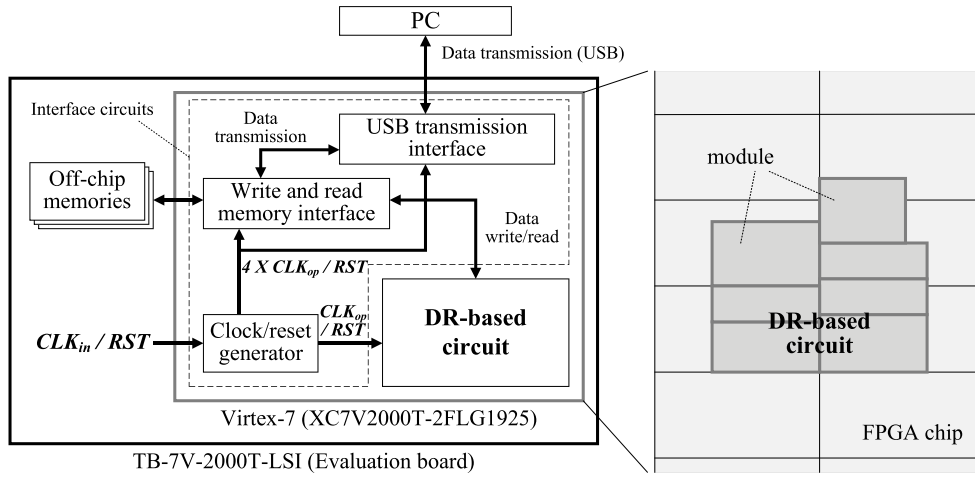 PC
Data transmission (USB)
Interface circuits
Data
transmission
USB transmission
interface
Off-chip
memories
Write and read
memory interface
Data
write/read
4 X CLKop / RST
CLKop
/ RST
CLKin / RST
Clock/reset
generator
DR-based
circuit
Virtex-7 (XC7V2000T-2FLG1925)
TB-7V-2000T-LSI (Evaluation board)
module
DR-based
circuit
FPGA chip